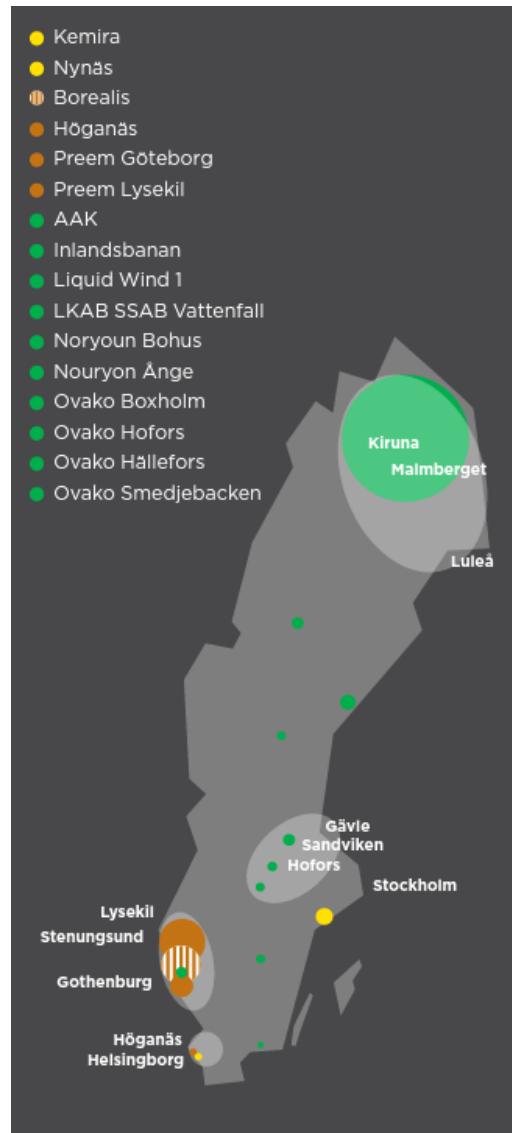 Kemira
Nynäs
Borealis
Höganäs
Preem Göteborg
Preem Lysekil
AAK
Inlandsbanan
Liquid Wind 1
LKAB SSAB Vattenfall
Noryoun Bohus
Nouryon Ånge
Ovako Boxholm
Ovako Hofors
Ovako Hällefors
Ovako Smedjebacken
Kiruna
Malmberget
Luleå
Gävle
Sandviken
Hofors
Stockholm
Lysekil
Stenungsund
Gothenburg
Höganäs
Helsingborg